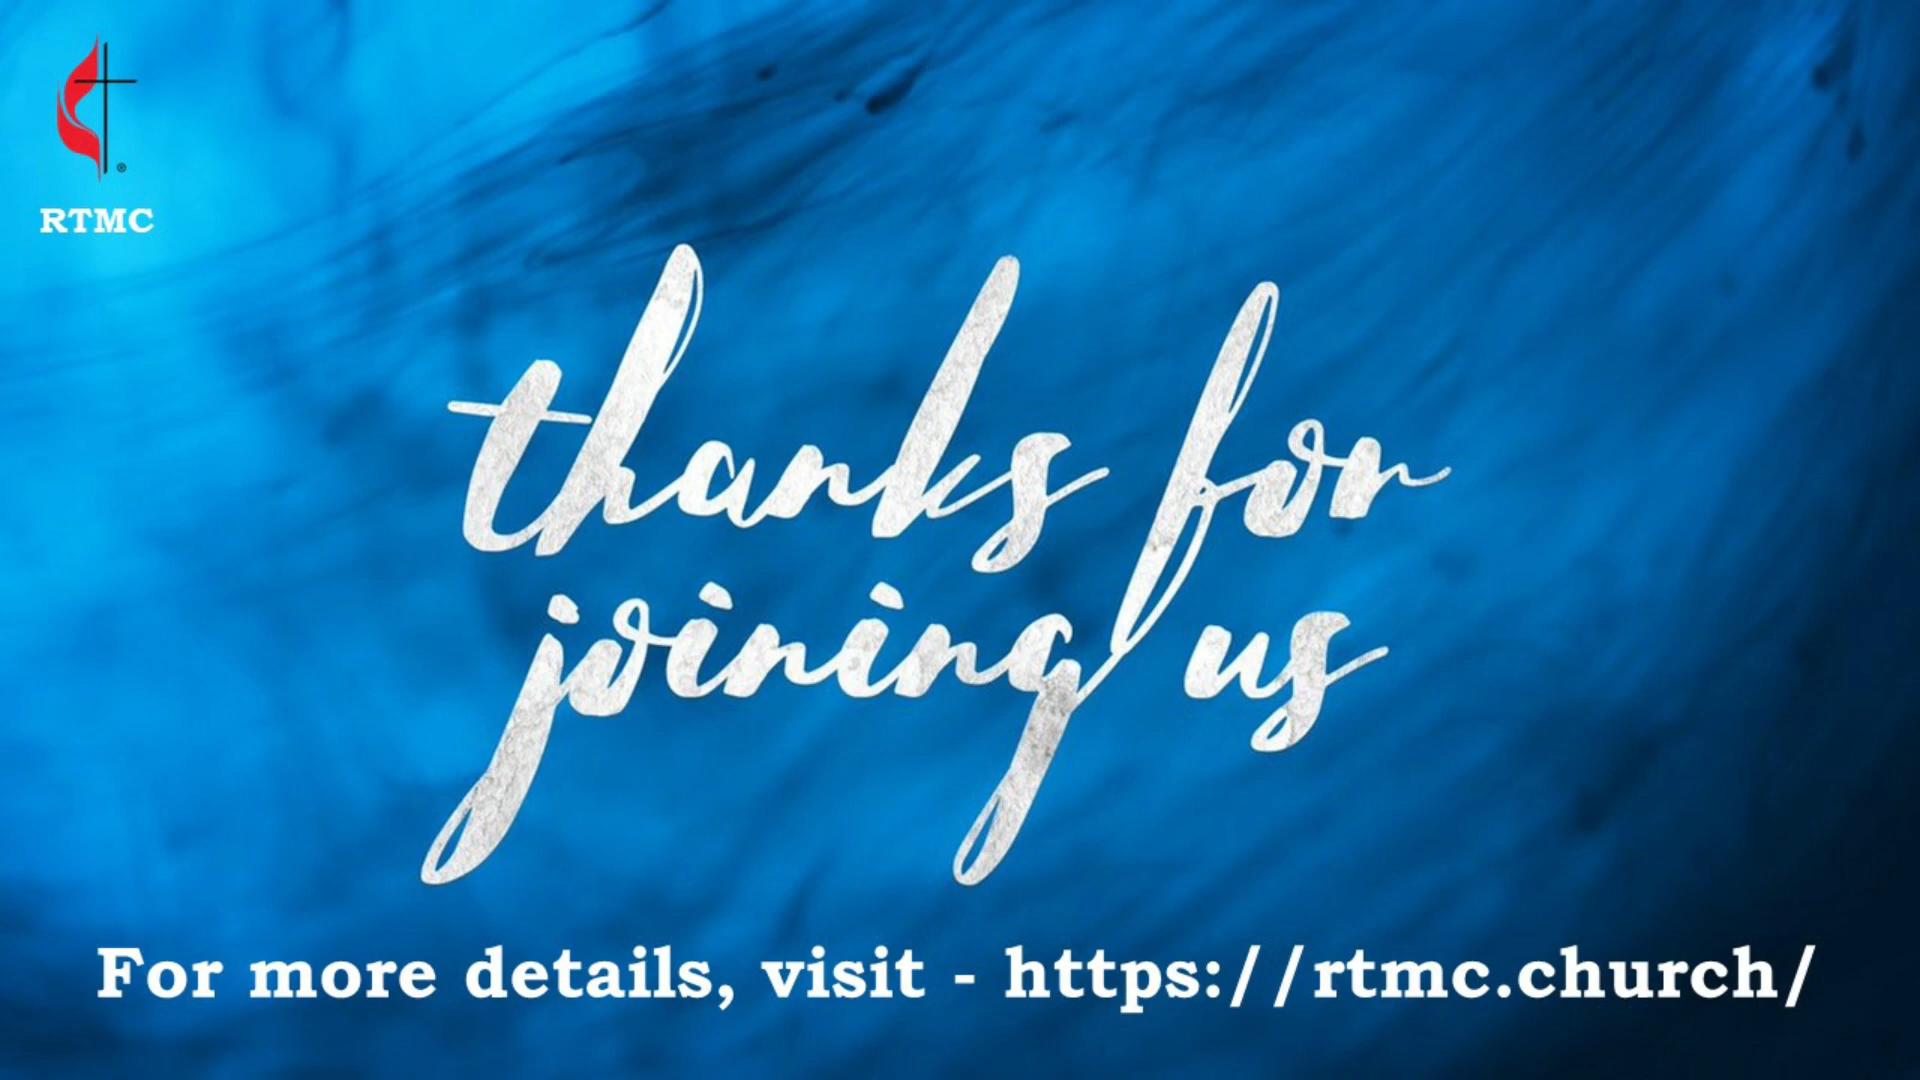 RTMC
thanks for
joining us
For more details, visit - https://rtmc.church/